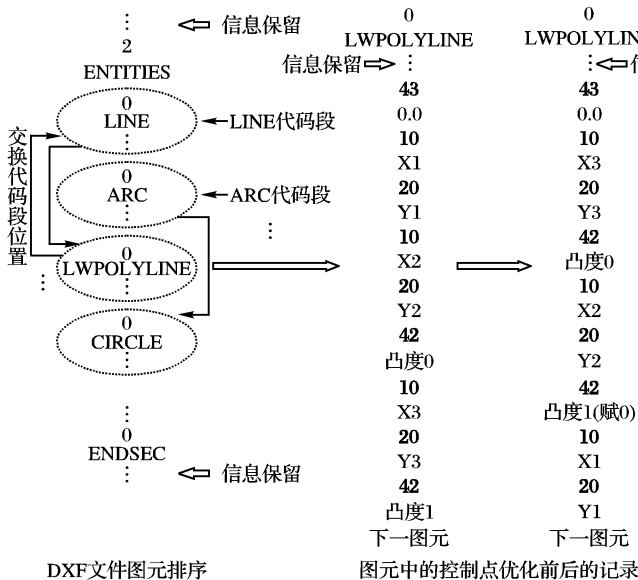 信息保留
2
ENTITIES
0
LINE
LINE代码段
0
ARC
ARC代码段
交换代码段位置
0
LWPOLYLINE
0
CIRCLE
0
ENDSEC
信息保留
DXF文件图元排序
0
LWPOLYLINE
信息保留
43
0.0
10
X1
20
Y1
10
X2
20
Y2
42
凸度0
10
X3
20
Y3
42
凸度1
下一图元
0
LWPOLYLIN
信
43
0.0
10
X3
20
Y3
42
凸度0
10
X2
20
Y2
42
凸度1(赋0)
10
X1
20
Y1
下一图元
图元中的控制点优化前后的记录